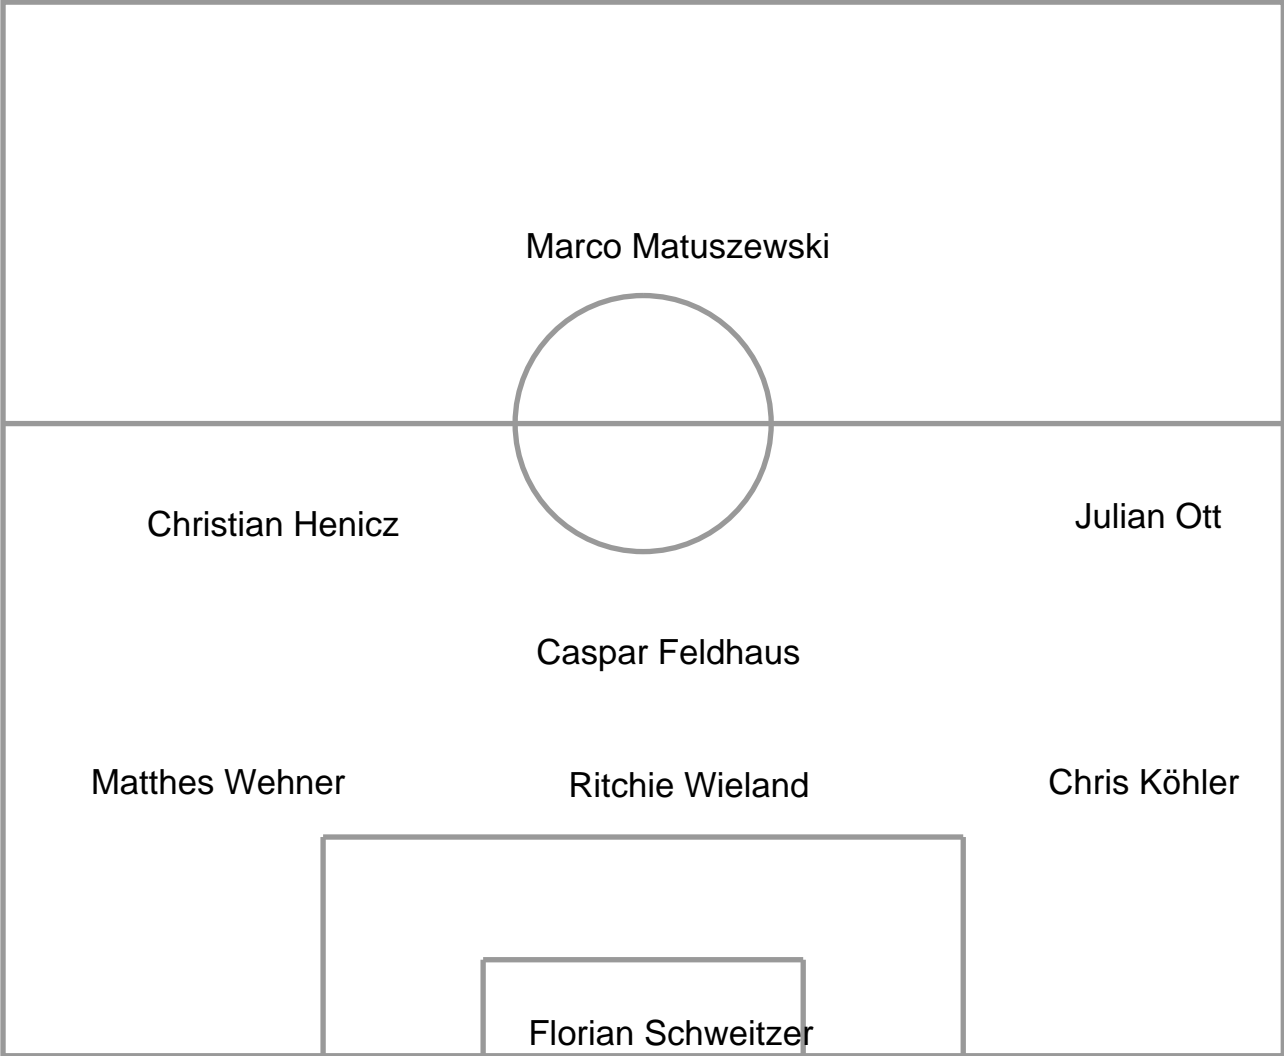 Marco Matuszewski
Christian Henicz
Julian Ott
Caspar Feldhaus
Matthes Wehner
Ritchie Wieland
Chris Köhler
Florian Schweitzer